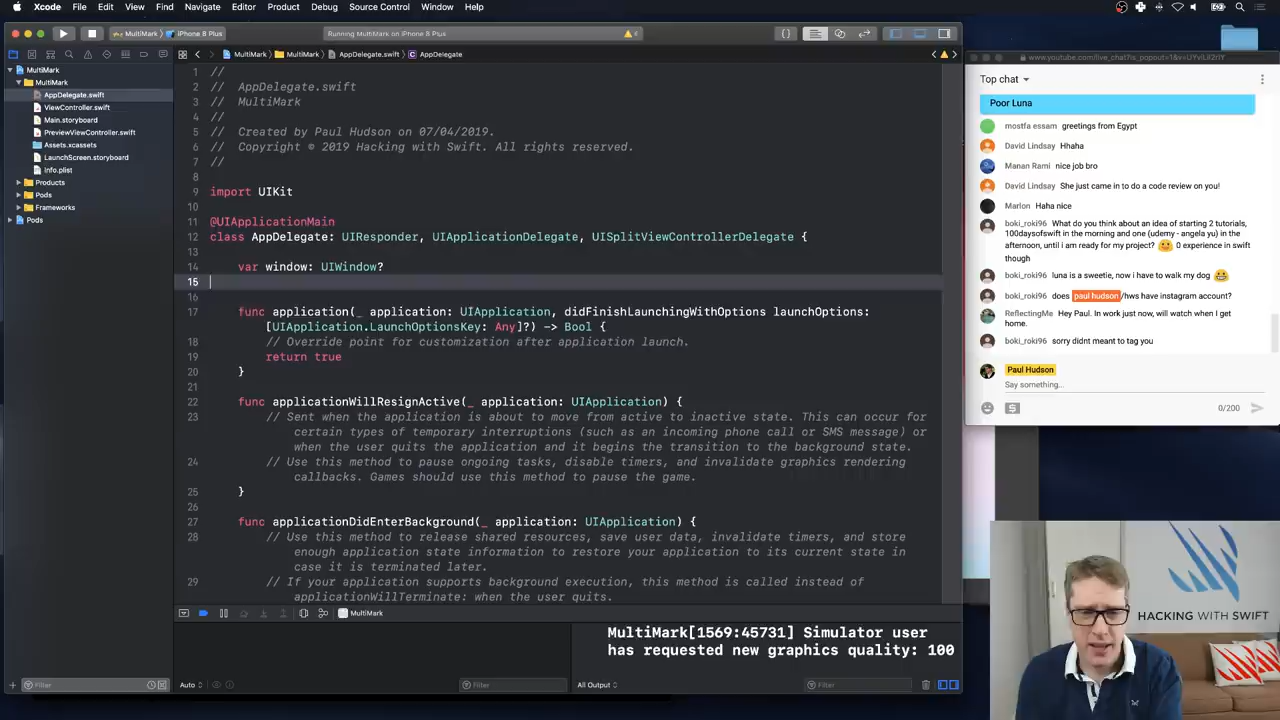 Xcode File Edit View Find Navigate Editor Product Debug Source Control Window Help
MultiMark iPhone 8 Plus
Running MultiMark on iPhone 8 Plus
6
MultiMark MultiMark AppDelegate.swift AppDelegate
MultiMark
MultiMark
AppDelegate.swift
ViewController.swift
Main.storyboard
PreviewViewController.swift
Assets.xcassets
LaunchScreen.storyboard
Info.plist
Products
Pods
Frameworks
Pods
1 //
2 // AppDelegate.swift
3 // MultiMark
4 //
5 // Created by Paul Hudson on 07/04/2019.
6 // Copyright © 2019 Hacking with Swift. All rights reserved.
7 //
8
9 import UIKit
10
11 @UIApplicationMain
12 class AppDelegate: UIResponder, UIApplicationDelegate, UISplitViewControllerDelegate {
13
14 var window: UIWindow?
15
16
17 func application(_ application: UIApplication, didFinishLaunchingWithOptions launchOptions:
[UIApplication.LaunchOptionsKey: Any]?) -> Bool {
18 // Override point for customization after application launch.
19 return true
20 }
21
22 func applicationWillResignActive(_ application: UIApplication) {
23 // Sent when the application is about to move from active to inactive state. This can occur for
certain types of temporary interruptions (such as an incoming phone call or SMS message) or
when the user quits the application and it begins the transition to the background state.
24 // Use this method to pause ongoing tasks, disable timers, and invalidate graphics rendering
callbacks. Games should use this method to pause the game.
25 }
26
27 func applicationDidEnterBackground(_ application: UIApplication) {
28 // Use this method to release shared resources, save user data, invalidate timers, and store
enough application state information to restore your application to its current state in
case it is terminated later.
29 // If your application supports background execution, this method is called instead of
applicationWillTerminate: when the user quits.
MultiMark
MultiMark[1569:45731] Simulator user
has requested new graphics quality: 100
Filter
Auto
Filter
All Output
Filter
Top chat
Poor Luna
mostfa essam greetings from Egypt
David Lindsay Hhaha
Manan Rami nice job bro
David Lindsay She just came in to do a code review on you!
Marlon Haha nice
boki_roki96 What do you think about an idea of starting 2 tutorials,
100daysofswift in the morning and one (udemy - angela yu) in the
afternoon, until i am ready for my project? 0 experience in swift
though
boki_roki96 luna is a sweetie, now i have to walk my dog
boki_roki96 does paul hudson/hws have instagram account?
ReflectingMe Hey Paul. In work just now, will watch when I get
home.
boki_roki96 sorry didnt meant to tag you
Paul Hudson
Say something...
0/200
HACKING WITH SWIFT